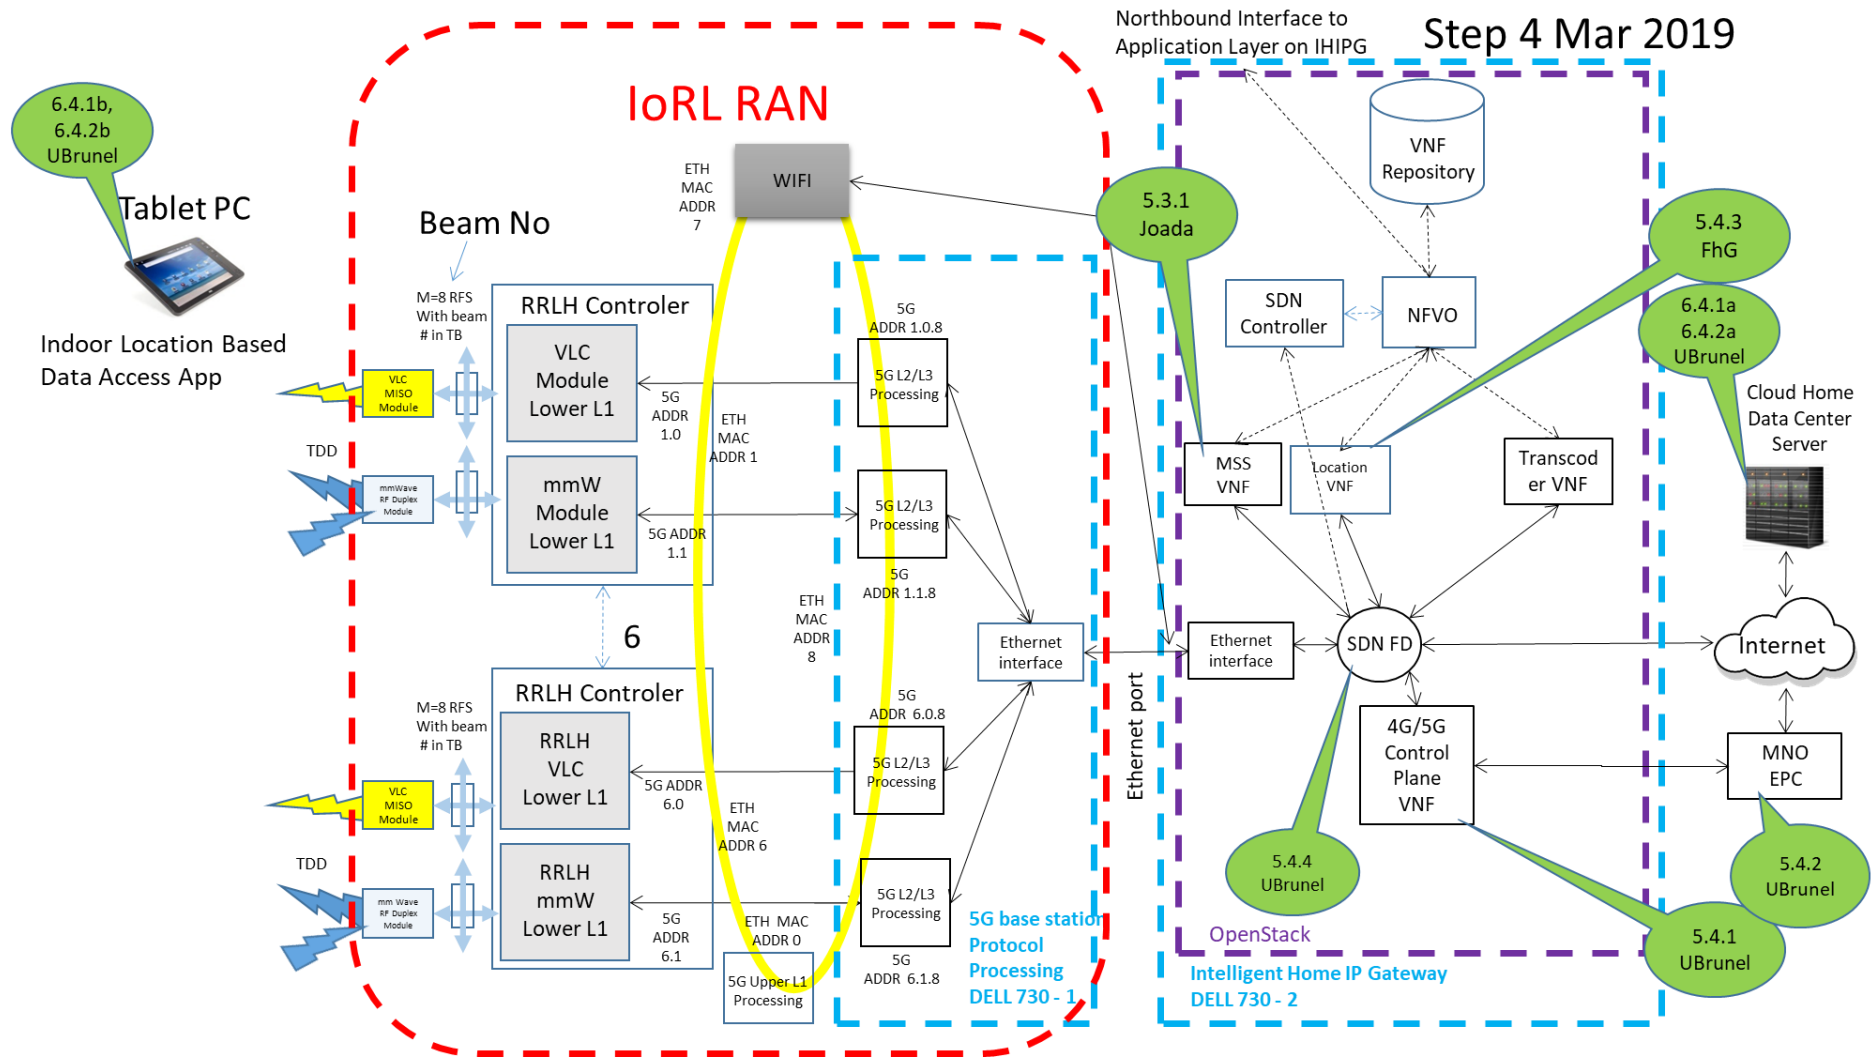 Northbound Interface to
Application Layer on IHIPG
Step 4 Mar 2019
6.4.1b,
6.4.2b
UBrunel
Tablet PC
Indoor Location Based
Data Access App
IoRL RAN
ETH
MAC
ADDR
7
WIFI
Beam No
M=8 RFS
With beam
# in TB
RRLH Controler
VLC
Module
Lower L1
mmW
Module
Lower L1
VLC
MISO
Module
TDD
mmWave
RF Duplex
Module
5G
ADDR
1.0
ETH
MAC
ADDR 1
5G ADDR
1.1
5G
ADDR 1.0.8
5G L2/L3
Processing
5G L2/L3
Processing
5G
ADDR 1.1.8
ETH
MAC
ADDR
8
6
RRLH Controler
M=8 RFS
With beam
# in TB
RRLH
VLC
Lower L1
RRLH
mmW
Lower L1
VLC
MISO
Module
TDD
mm Wave
RF Duplex
Module
5G ADDR
6.0
ETH
MAC
ADDR 6
5G
ADDR
6.1
5G
ADDR 6.0.8
5G L2/L3
Processing
5G L2/L3
Processing
5G
ADDR 6.1.8
ETH MAC
ADDR 0
5G Upper L1
Processing
Ethernet
interface
5G base station
Protocol
Processing
DELL 730 - 1
Ethernet port
5.3.1
Joada
VNF
Repository
SDN
Controller
NFVO
5.4.3
FhG
6.4.1a
6.4.2a
UBrunel
MSS
VNF
Location
VNF
Transcod
er VNF
Cloud Home
Data Center
Server
Ethernet
interface
SDN FD
Internet
4G/5G
Control
Plane
VNF
MNO
EPC
5.4.4
UBrunel
5.4.2
UBrunel
5.4.1
UBrunel
OpenStack
Intelligent Home IP Gateway
DELL 730 - 2